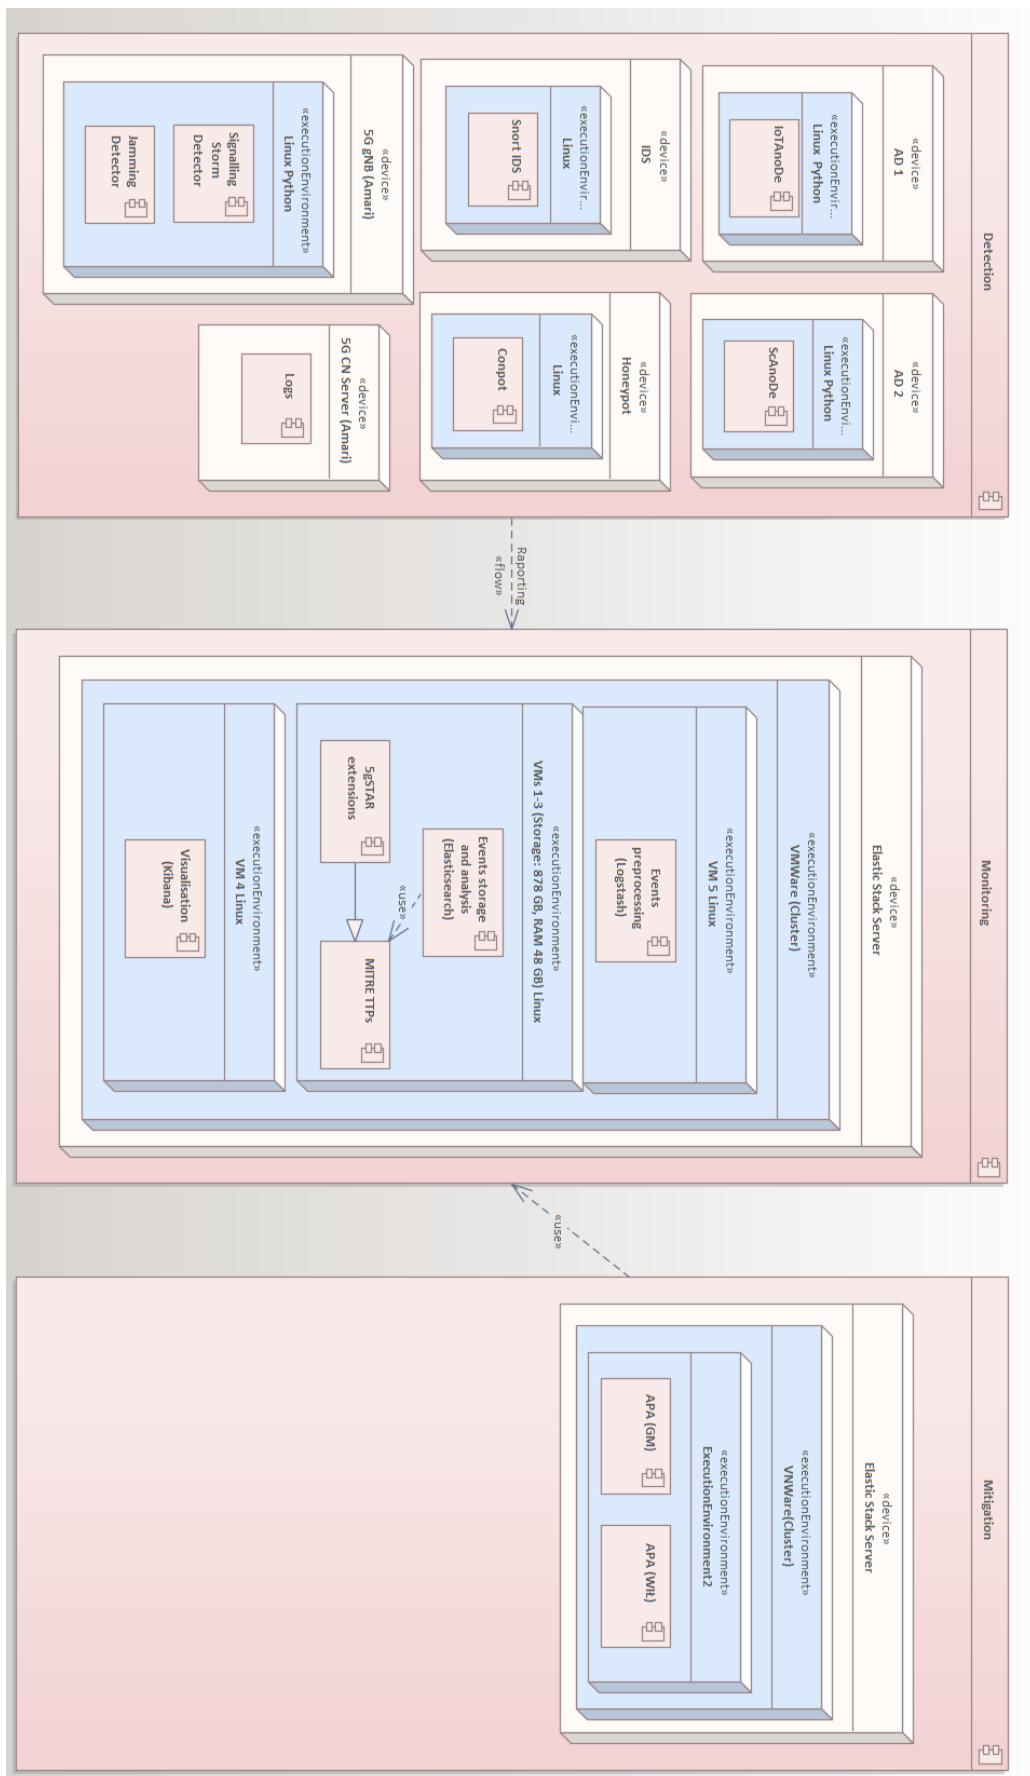 Detection
«device»
AD 1
«executionEnvir...
Linux  Python
IoTAnoDe
«device»
AD 2
«executionEnvi...
Linux Python
ScAnoDe
«device»
IDS
«executionEnvir...
Linux
Snort IDS
«device»
Honeypot
«executionEnvi...
Linux
Conpot
«device»
5G gNB (Amari)
«executionEnvironment»
Linux Python
Signalling
Storm
Detector
Jamming
Detector
«device»
5G CN Server (Amari)
Logs
Raporting
«flow»
Monitoring
«device»
Elastic Stack Server
«executionEnvironment»
VMWare (Cluster)
«executionEnvironment»
VM 5 Linux
Events
preprocessing
(Logstash)
«executionEnvironment»
VMs 1-3 (Storage: 878 GB, RAM 48 GB) Linux
Events storage
and analysis
(Elasticsearch)
«use»
5gSTAR
extensions
MITRE TTPs
«executionEnvironment»
VM 4 Linux
Visualisation
(Kibana)
«use»
Mitigation
«device»
Elastic Stack Server
«executionEnvironment»
VNWare(Cluster)
«executionEnvironment»
ExecutionEnvironment2
APA (GM)
APA (WIŁ)